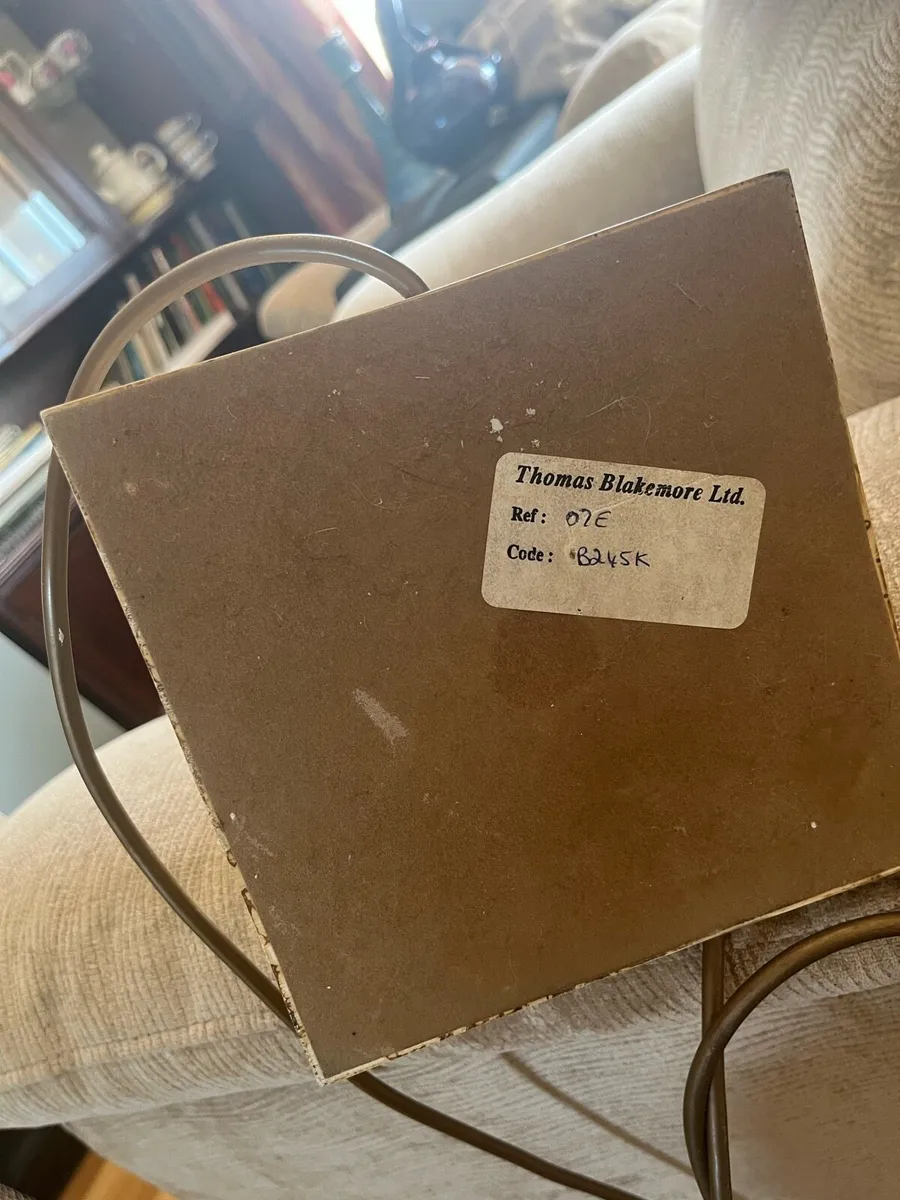 Thomas Blakemore Ltd.
Ref: 07E
Code: B245K